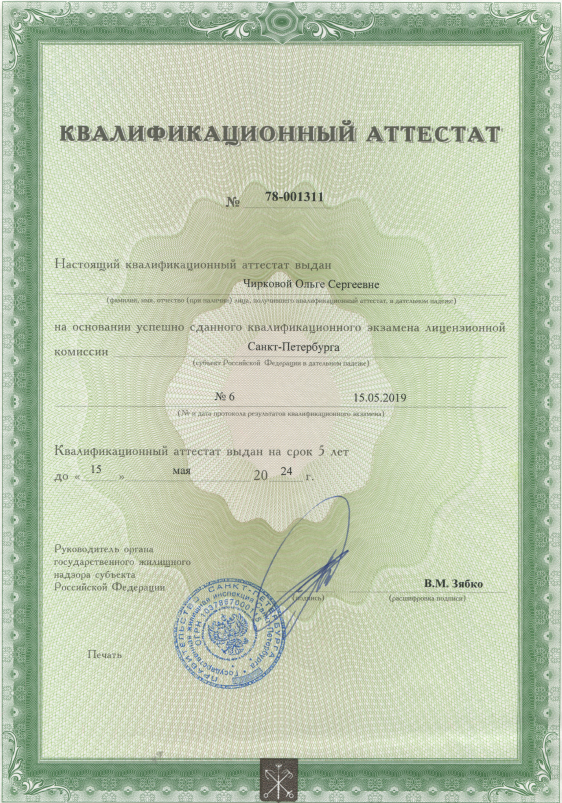 КВАЛИФИКАЦИОННЫЙ АТТЕСТАТ
№ 78-001311
Настоящий квалификационный аттестат выдан
Чирковой Ольге Сергеевне
(фамилия, имя, отчество (при наличии) лица, получившего квалификационный аттестат, в дательном падеже)
на основании успешно сданного квалификационного экзамена лицензионной
комиссии Санкт-Петербурга
(субъект Российской Федерации в дательном падеже)
№ 6 15.05.2019
(№ и дата протокола результатов квалификационного экзамена)
Квалификационный аттестат выдан на срок 5 лет
до « 15 » мая 20 24 г.
Руководитель органа
государственного жилищного
надзора субъекта
Российской Федерации
В.М. Зябко
(подпись) (расшифровка подписи)
Печать
ПРАВИТЕЛЬСТВО САНКТ-ПЕТЕРБУРГА
Государственная жилищная инспекция Санкт-Петербурга
ОГРН